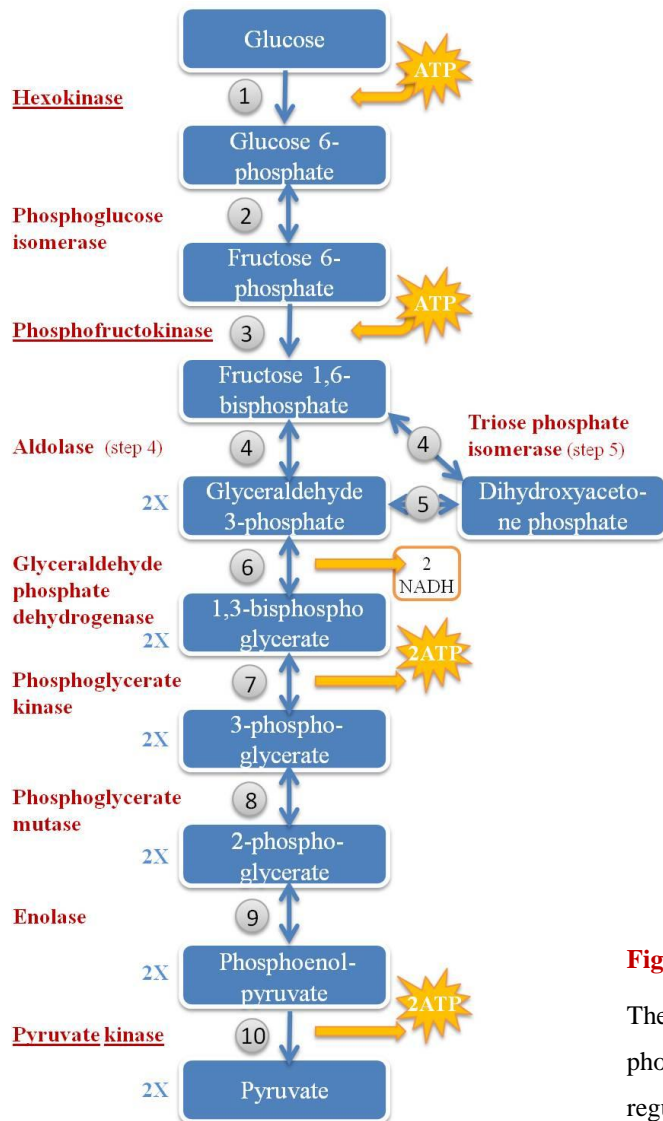 Glucose
ATP
Hexokinase
1
Glucose 6-
phosphate
Phosphoglucose
isomerase
2
Fructose 6-
phosphate
ATP
Phosphofructokinase
3
Fructose 1,6-
bisphosphate
Triose phosphate
isomerase (step 5)
Aldolase (step 4)
4
4
2X
Glyceraldehyde
3-phosphate
5
Dihydroxyaceto-
ne phosphate
Glyceraldehyde
phosphate
dehydrogenase
6
2
NADH
2X
1,3-bisphospho
glycerate
2ATP
Phosphoglycerate
kinase
7
2X
3-phospho-
glycerate
Phosphoglycerate
mutase
8
2X
2-phospho-
glycerate
Enolase
9
2X
Phosphoenol-
pyruvate
Fig
The
2ATP
Pyruvate kinase
10
pho
2X
Pyruvate
regu